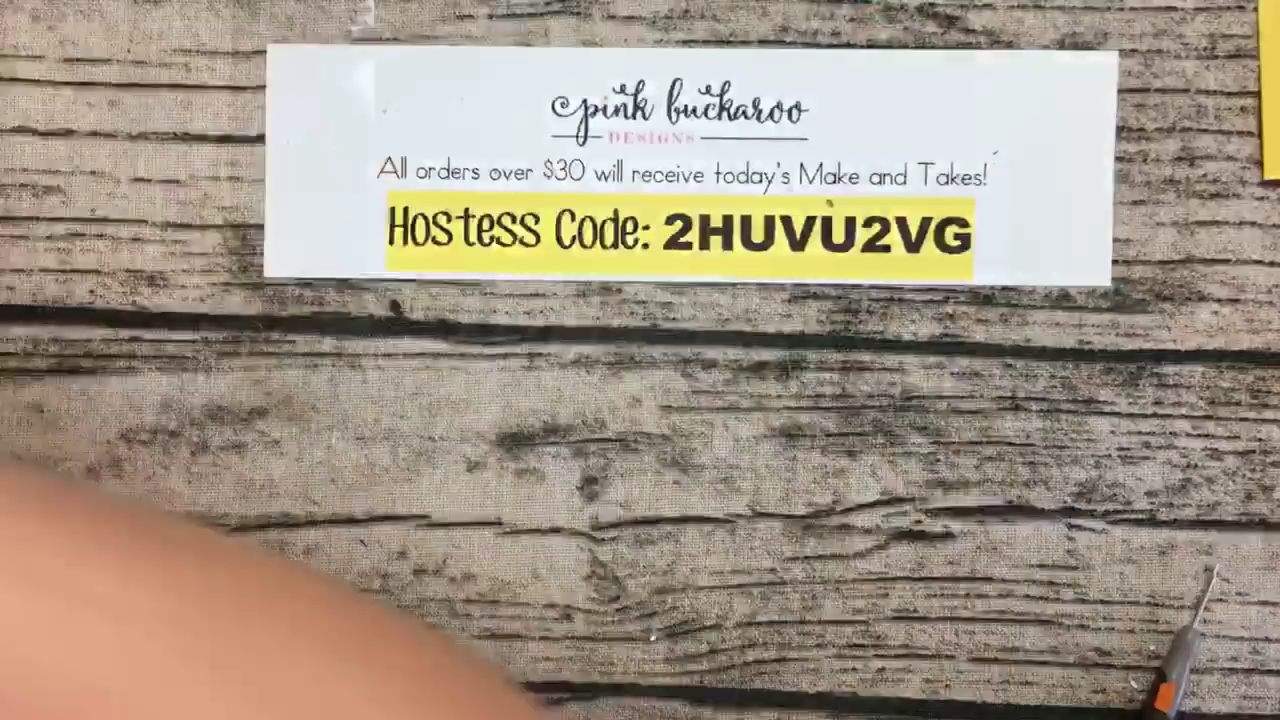 pink buckaroo
DESIGNS
All orders over $30 will receive today's Make and Takes!
Hostess Code: 2HUVU2VG